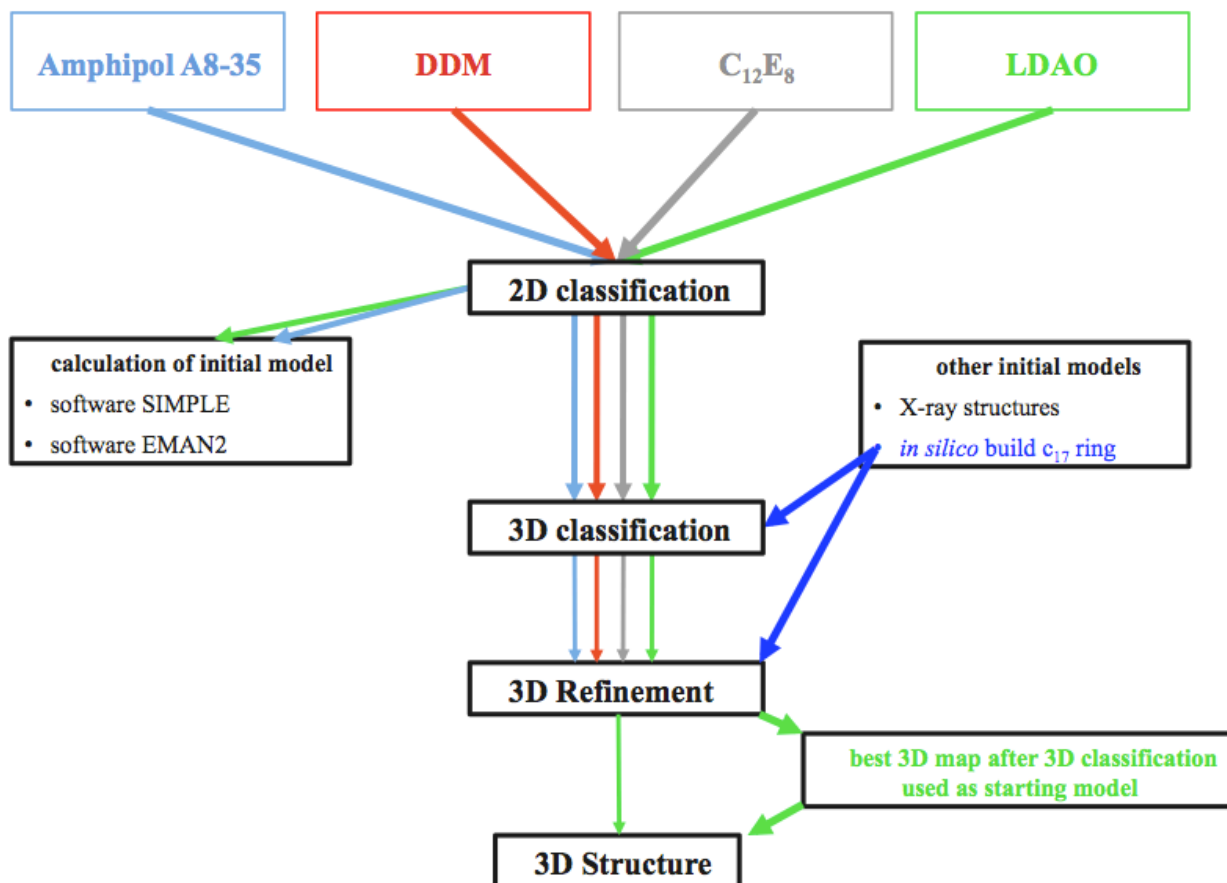 Amphipol A8-35
DDM
C₁₂E₈
LDAO
2D classification
calculation of initial model
• software SIMPLE
• software EMAN2
other initial models
• X-ray structures
• in silico build c₁₇ ring
3D classification
3D Refinement
best 3D map after 3D classification
used as starting model
3D Structure